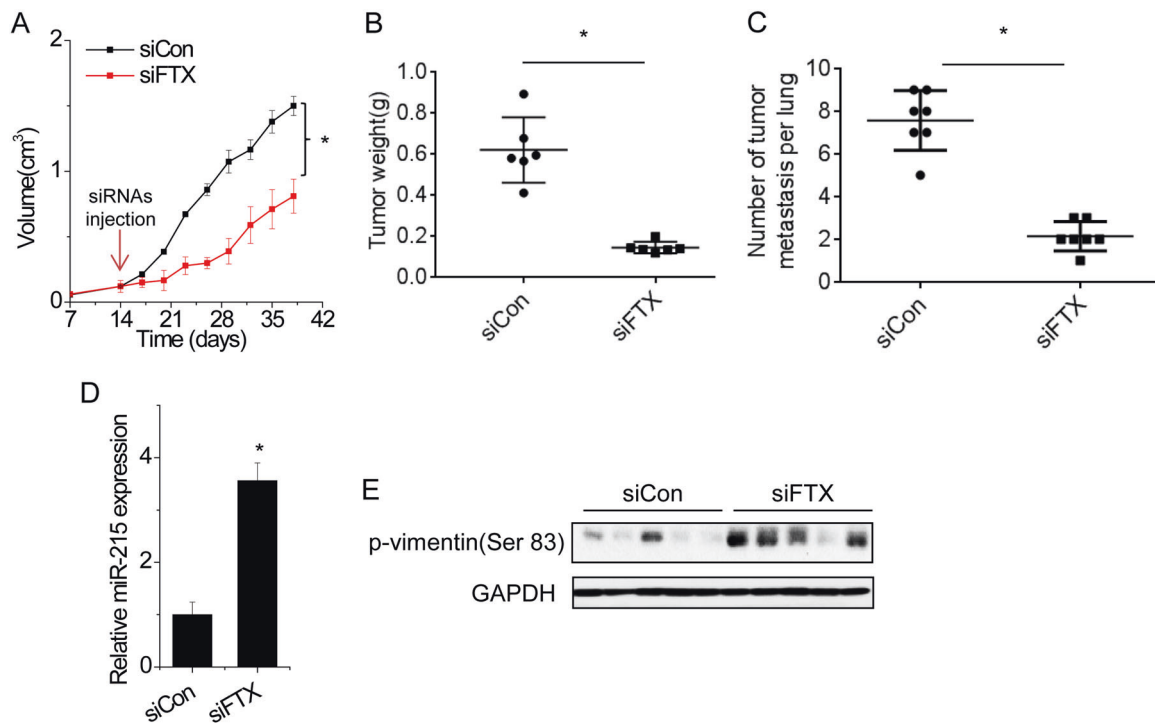 A
siCon
siFTX
Volume(cm³)
2
1
0
siRNAs
injection
*
7
14
21
28
35
42
Time (days)
B
*
Tumor weight(g)
1.0
0.8
0.6
0.4
0.2
0.0
siCon
siFTX
C
*
Number of tumor
metastasis per lung
10
8
6
4
2
0
siCon
siFTX
D
Relative miR-215 expression
4
2
0
*
siCon
siFTX
E
siCon
siFTX
p-vimentin(Ser 83)
GAPDH